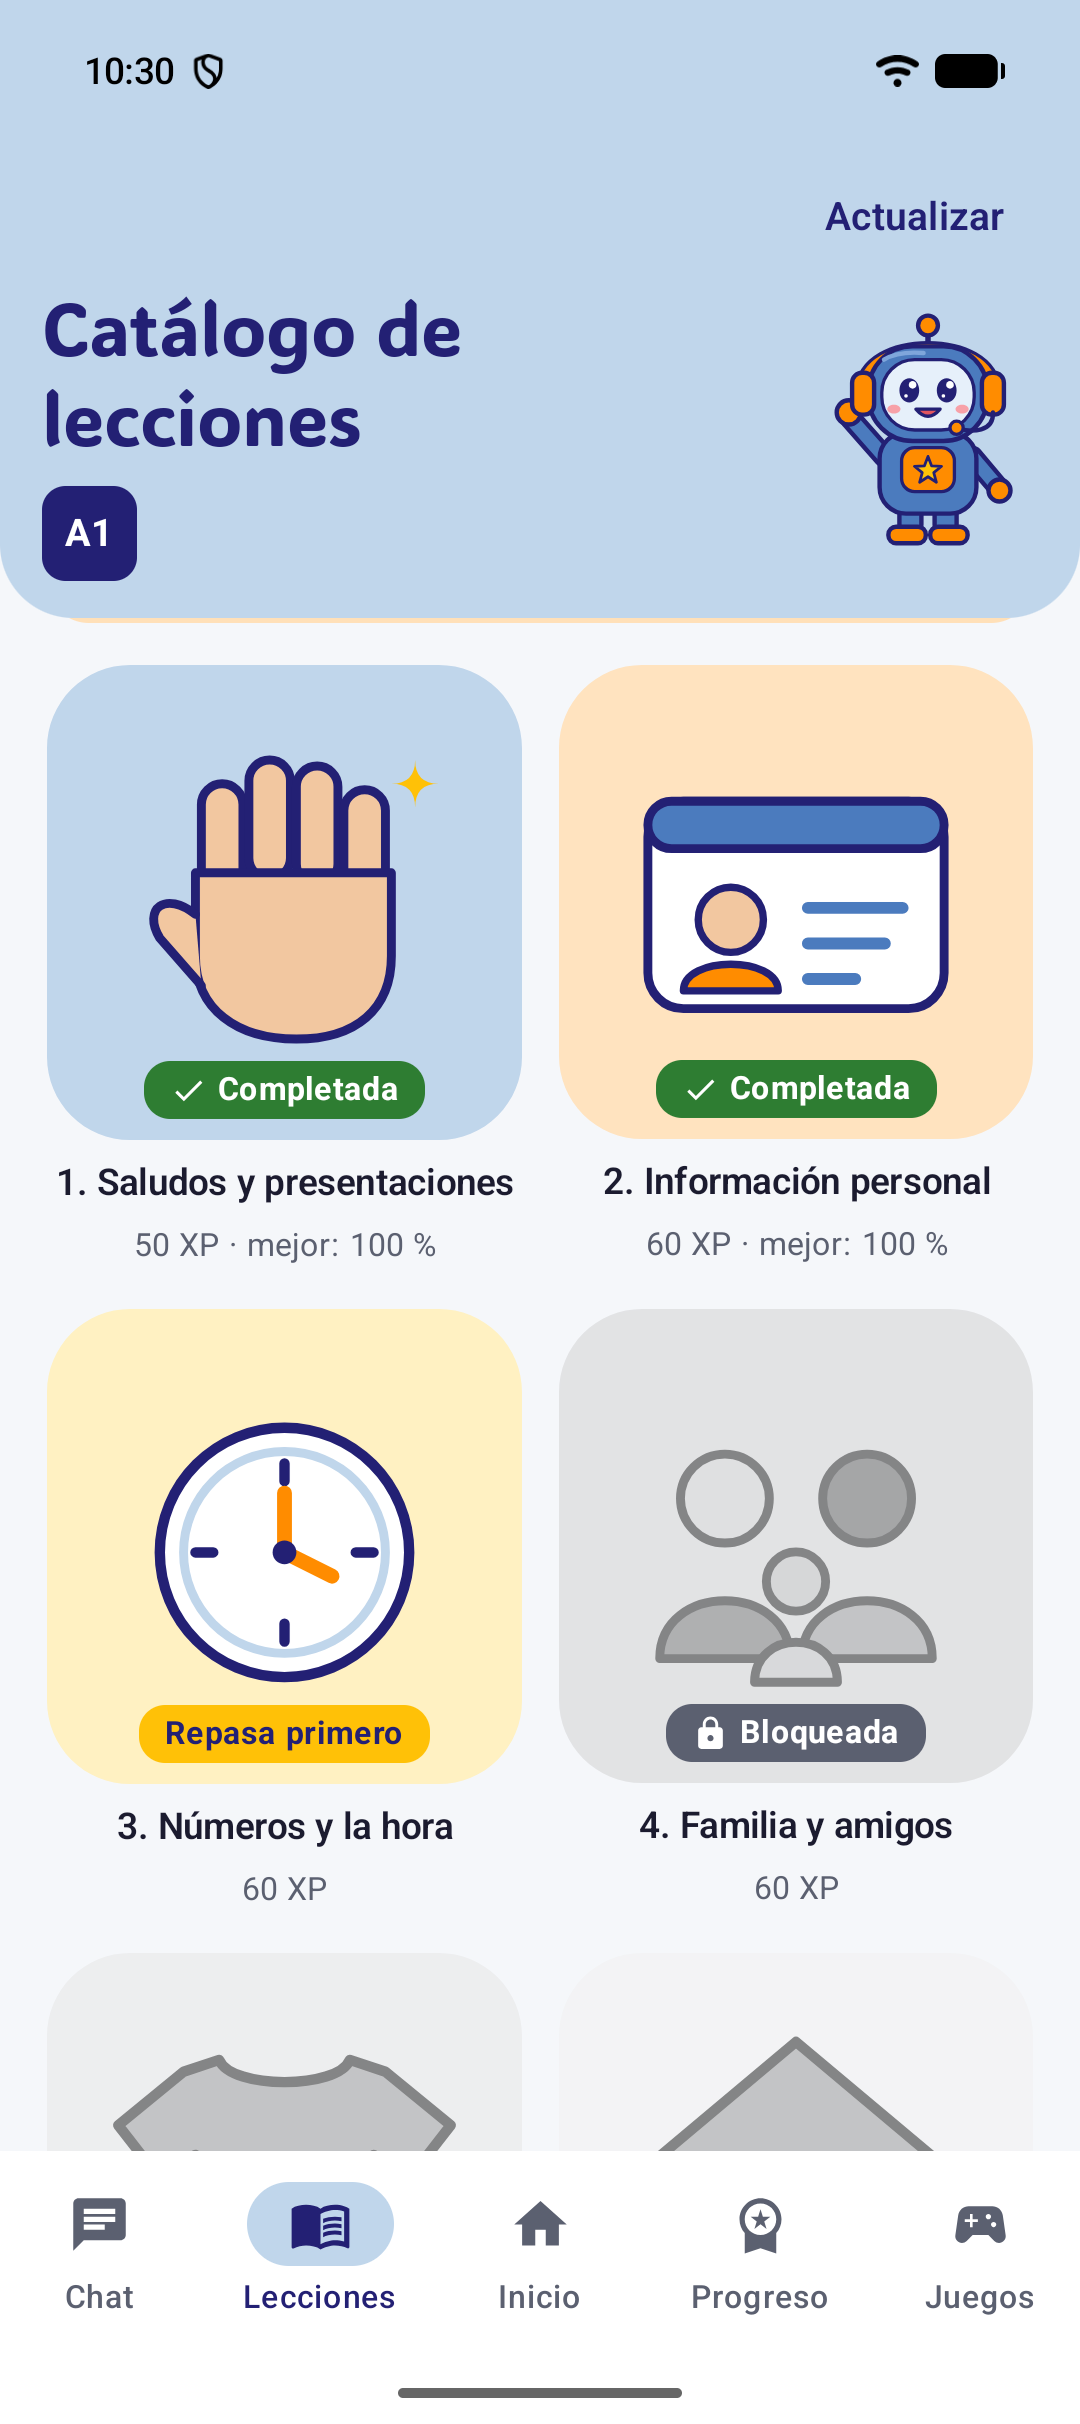 10:30
Actualizar
Catálogo de
lecciones
A1
Completada
Completada
1. Saludos y presentaciones
2. Información personal
50 XP · mejor: 100 %
60 XP · mejor: 100 %
Repasa primero
Bloqueada
3. Números y la hora
4. Familia y amigos
60 XP
60 XP
Chat
Lecciones
Inicio
Progreso
Juegos